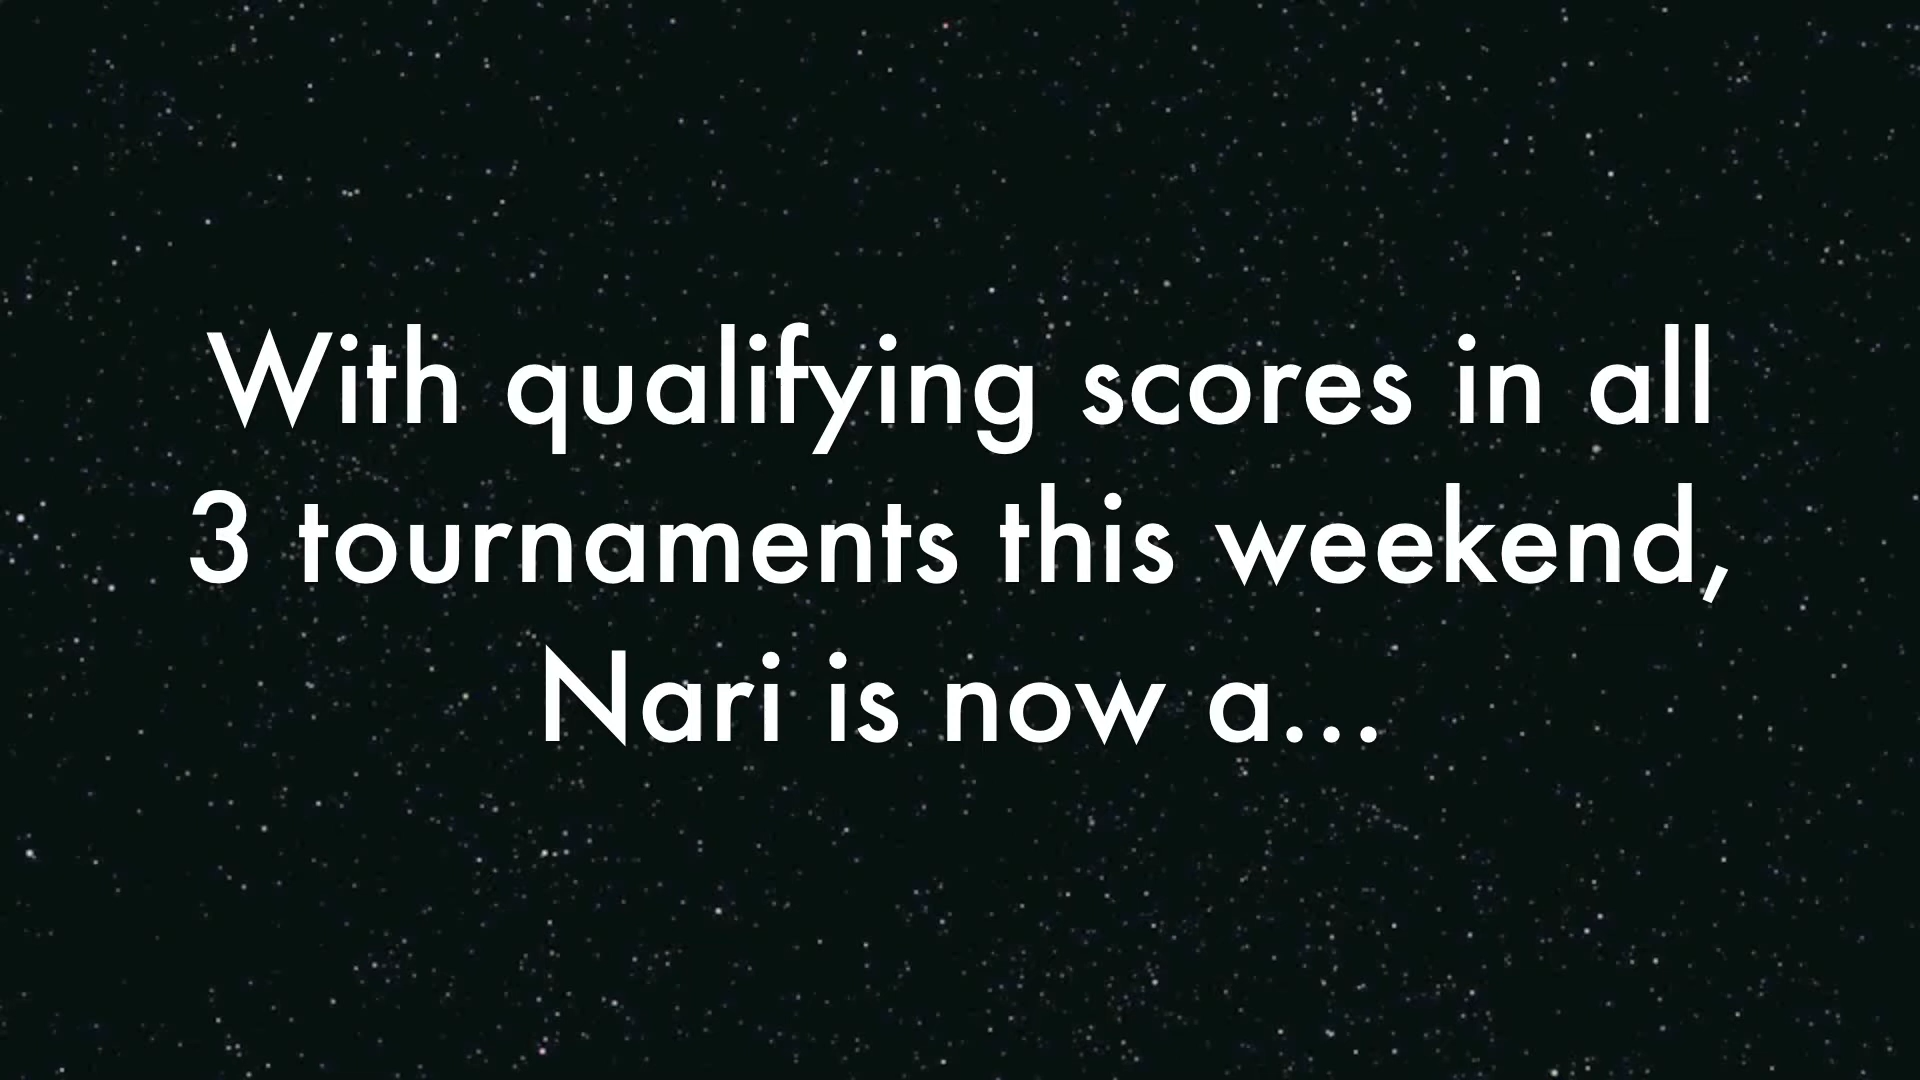 With qualifying scores in all
3 tournaments this weekend,
Nari is now a...